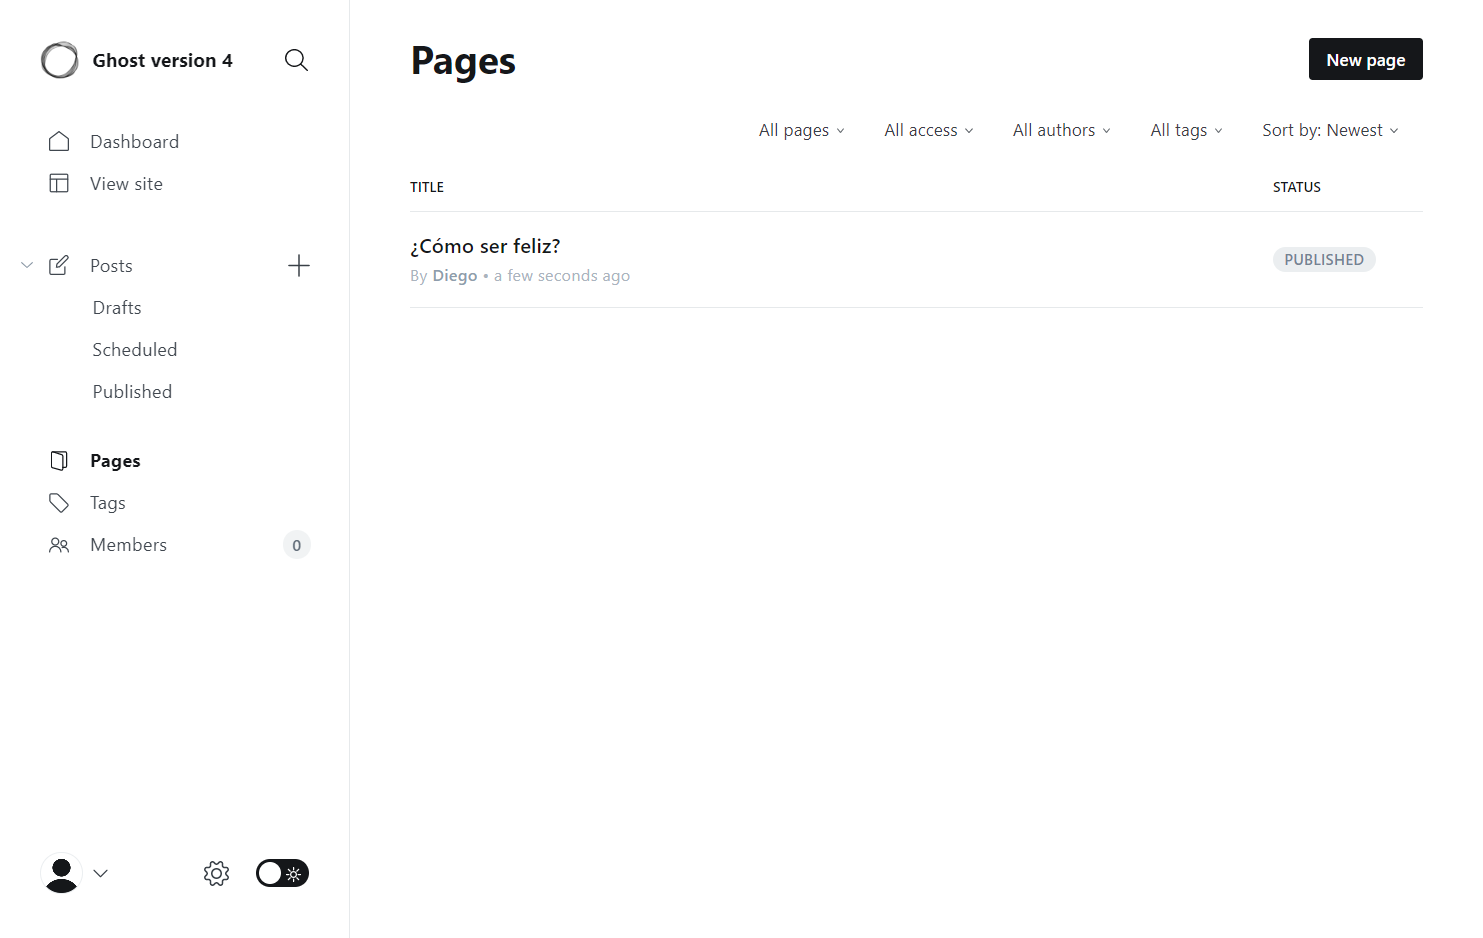 Ghost version 4
Dashboard
View site
Posts
Drafts
Scheduled
Published
Pages
Tags
Members 0
Pages
New page
All pages All access All authors All tags Sort by: Newest
TITLE STATUS
¿Cómo ser feliz?
By Diego • a few seconds ago
PUBLISHED